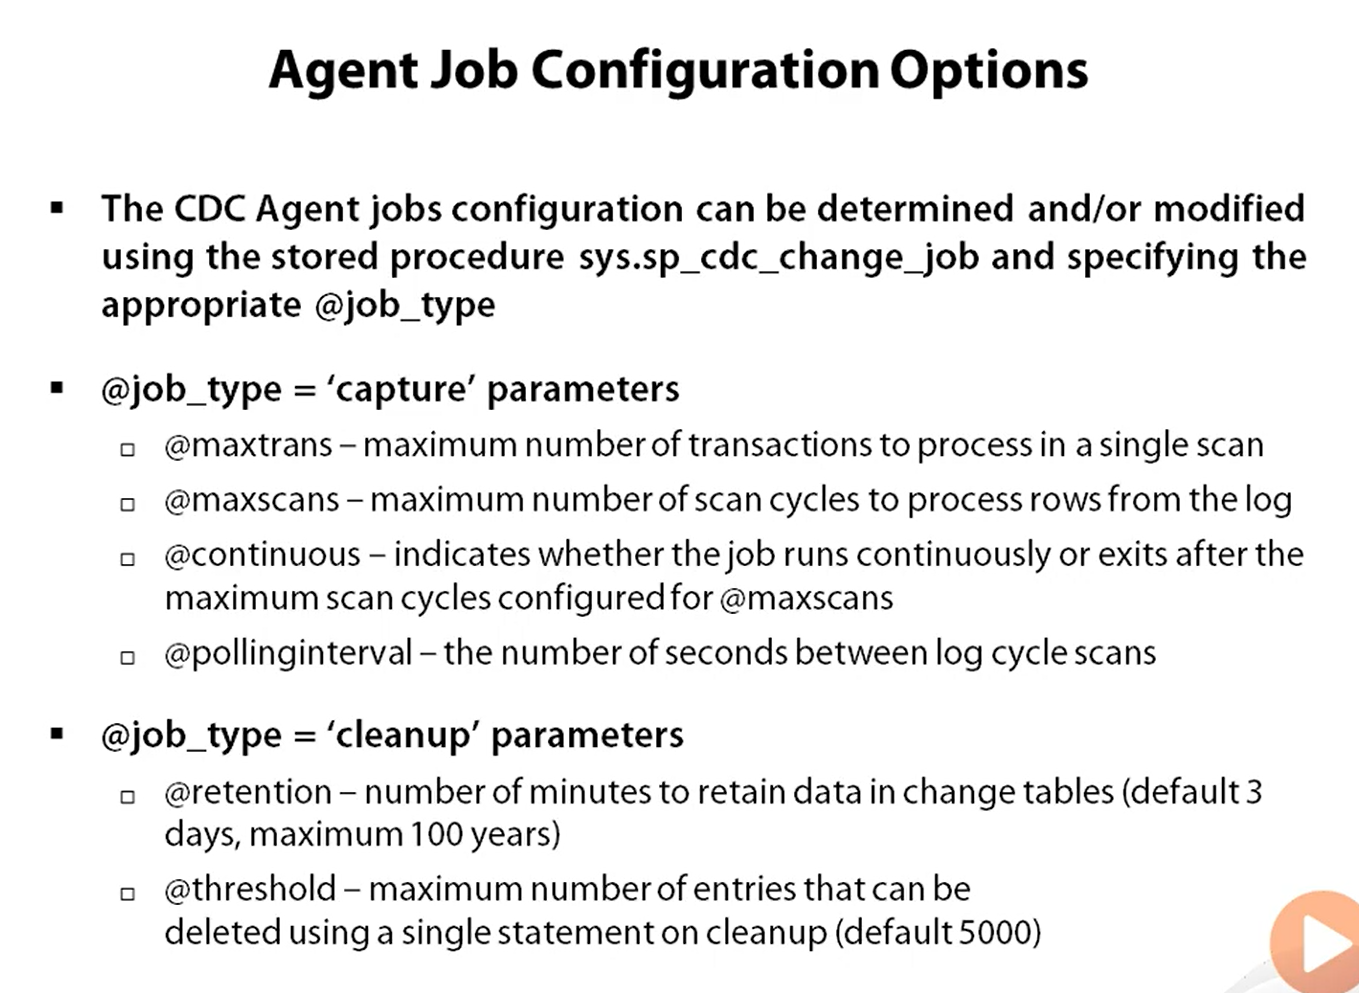 Agent Job Configuration Options
▪ The CDC Agent jobs configuration can be determined and/or modified
using the stored procedure sys.sp_cdc_change_job and specifying the
appropriate @job_type
▪ @job_type = ‘capture’ parameters
□ @maxtrans – maximum number of transactions to process in a single scan
□ @maxscans – maximum number of scan cycles to process rows from the log
□ @continuous – indicates whether the job runs continuously or exits after the
maximum scan cycles configured for @maxscans
□ @pollinginterval – the number of seconds between log cycle scans
▪ @job_type = ‘cleanup’ parameters
□ @retention – number of minutes to retain data in change tables (default 3
days, maximum 100 years)
□ @threshold – maximum number of entries that can be
deleted using a single statement on cleanup (default 5000)